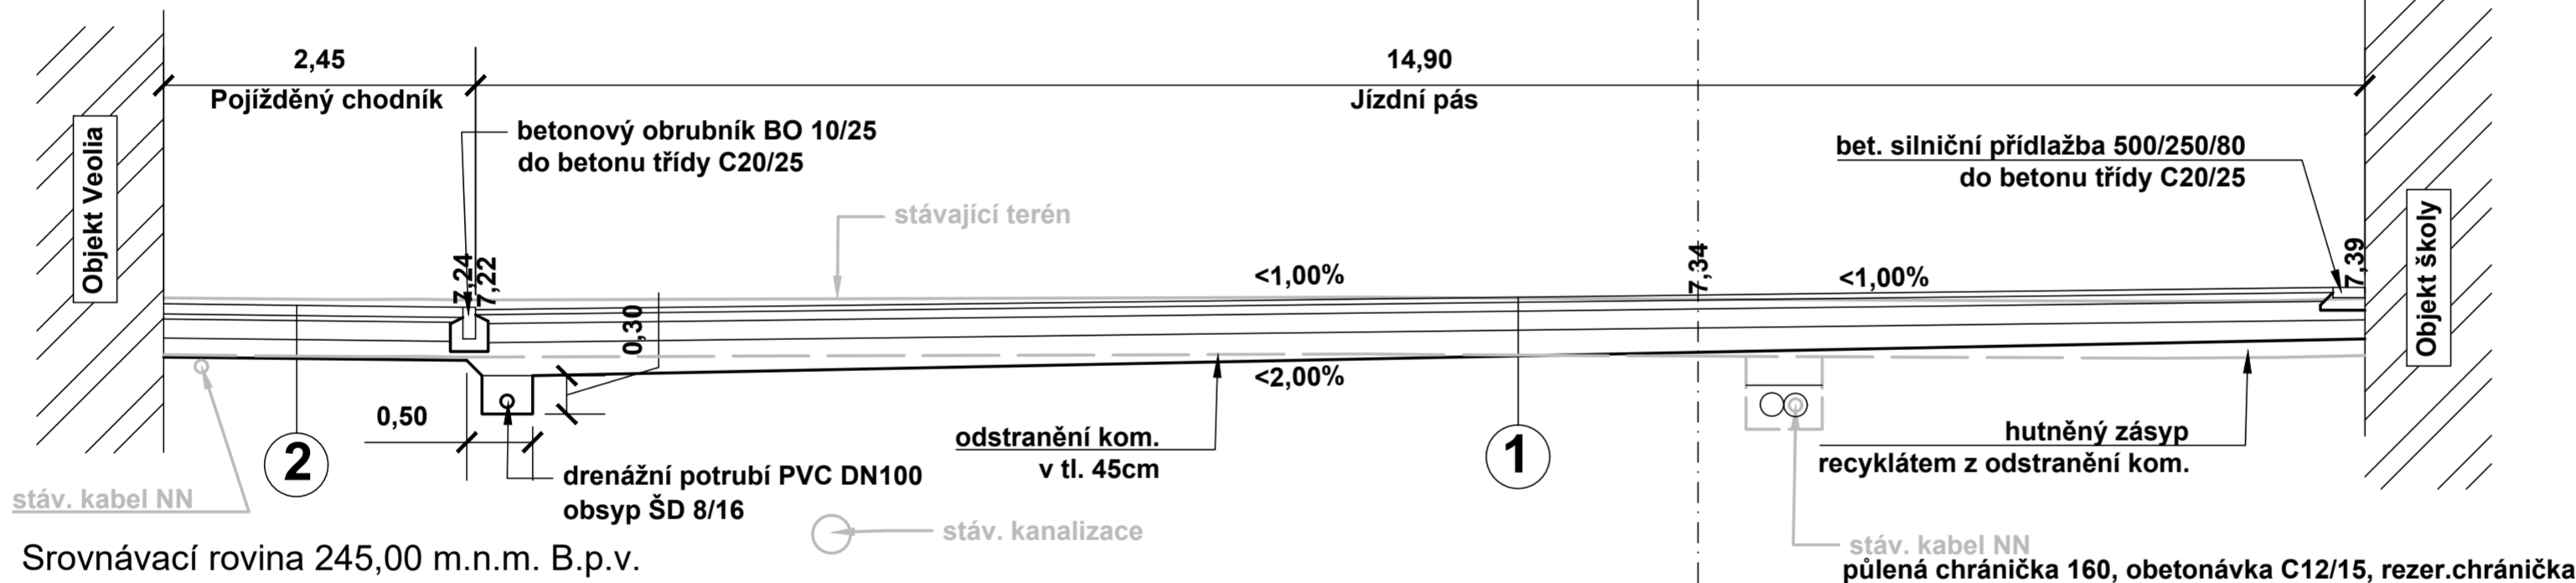 2,45
14,90
Pojížděný chodník
Jízdní pás
Objekt Veolia
betonový obrubník BO 10/25
do betonu třídy C20/25
bet. silniční přídlažba 500/250/80
do betonu třídy C20/25
stávající terén
Objekt školy
7,24
7,22
<1,00%
7,34
<1,00%
7,39
0,30
<2,00%
0,50
2
1
odstranění kom.
v tl. 45cm
hutněný zásyp
recyklátem z odstranění kom.
drenážní potrubí PVC DN100
obsyp ŠD 8/16
stáv. kabel NN
stáv. kanalizace
stáv. kabel NN
Srovnávací rovina 245,00 m.n.m. B.p.v.
půlená chránička 160, obetonávka C12/15, rezer.chránička